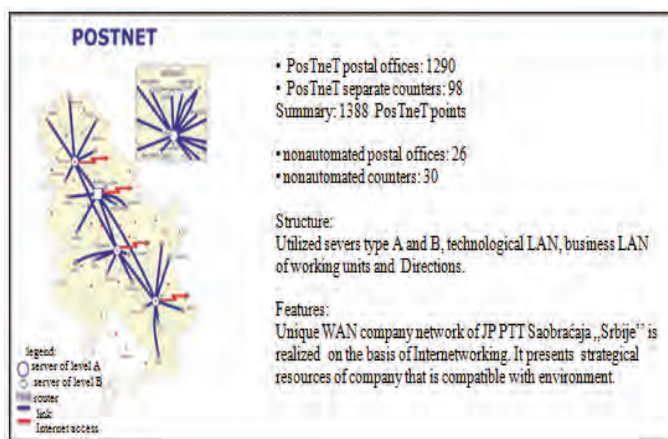 POSTNET
• PosTneT postal offices: 1290
• PosTneT separate counters: 98
Summary: 1388 PosTneT points
• nonautomated postal offices: 26
• nonautomated counters: 30
Structure:
Utilized severs type A and B, technological LAN, business LAN
of working units and Directions.
Features:
Unique WAN company network of JP PTT Saobraćaja „Srbije” is
realized on the basis of Internetworking. It presents strategical
resources of company that is compatible with environment.
legend:
server of level A
server of level B
router
link
Internet access